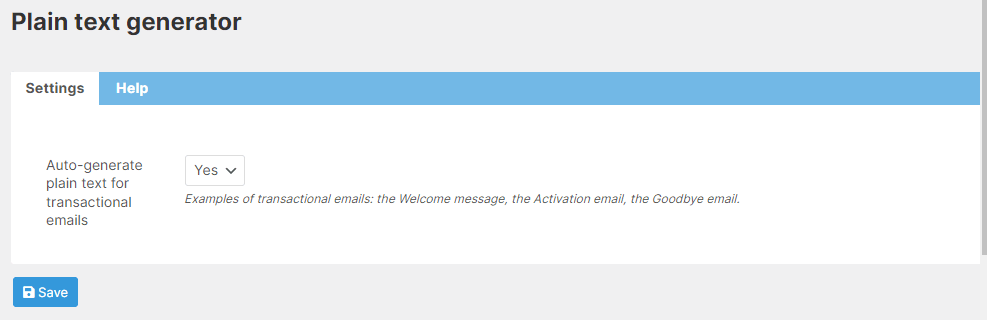 Plain text generator
Settings Help
Auto-generate
plain text for
transactional
emails
Yes
Examples of transactional emails: the Welcome message, the Activation email, the Goodbye email.
Save